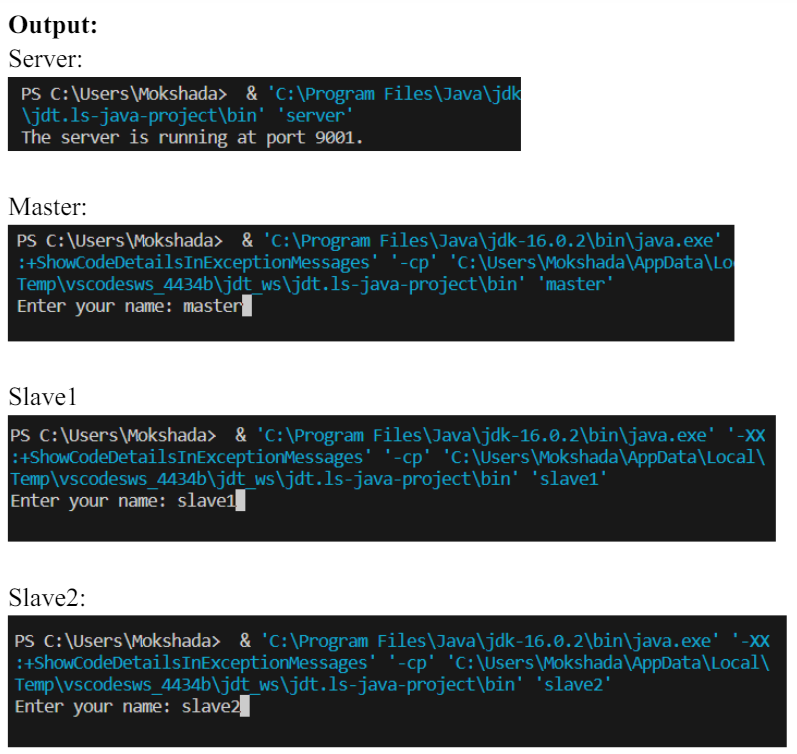 Output:
Server:
PS C:\Users\Mokshada>  & 'C:\Program Files\Java\jdk
\jdt.ls-java-project\bin' 'server'
The server is running at port 9001.
Master:
PS C:\Users\Mokshada>  & 'C:\Program Files\Java\jdk-16.0.2\bin\java.exe'
:+ShowCodeDetailsInExceptionMessages' '-cp' 'C:\Users\Mokshada\AppData\Lo
Temp\vscodesws_4434b\jdt_ws\jdt.ls-java-project\bin' 'master'
Enter your name: master
Slave1
PS C:\Users\Mokshada>  & 'C:\Program Files\Java\jdk-16.0.2\bin\java.exe' '-XX
:+ShowCodeDetailsInExceptionMessages' '-cp' 'C:\Users\Mokshada\AppData\Local\
Temp\vscodesws_4434b\jdt_ws\jdt.ls-java-project\bin' 'slave1'
Enter your name: slave1
Slave2:
PS C:\Users\Mokshada>  & 'C:\Program Files\Java\jdk-16.0.2\bin\java.exe' '-XX
:+ShowCodeDetailsInExceptionMessages' '-cp' 'C:\Users\Mokshada\AppData\Local\
Temp\vscodesws_4434b\jdt_ws\jdt.ls-java-project\bin' 'slave2'
Enter your name: slave2